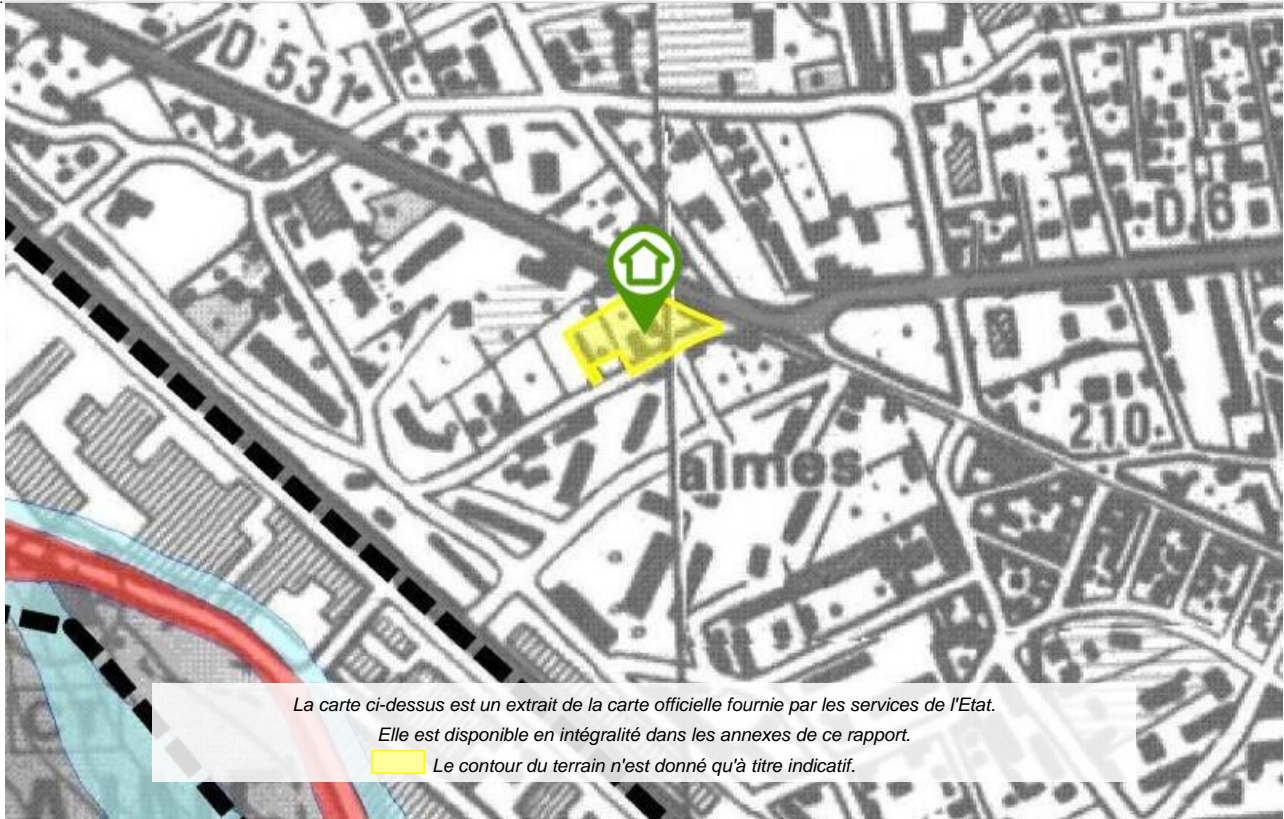 D 531
D 6
210
almes
La carte ci-dessus est un extrait de la carte officielle fournie par les services de l'Etat.
Elle est disponible en intégralité dans les annexes de ce rapport.
Le contour du terrain n'est donné qu'à titre indicatif.